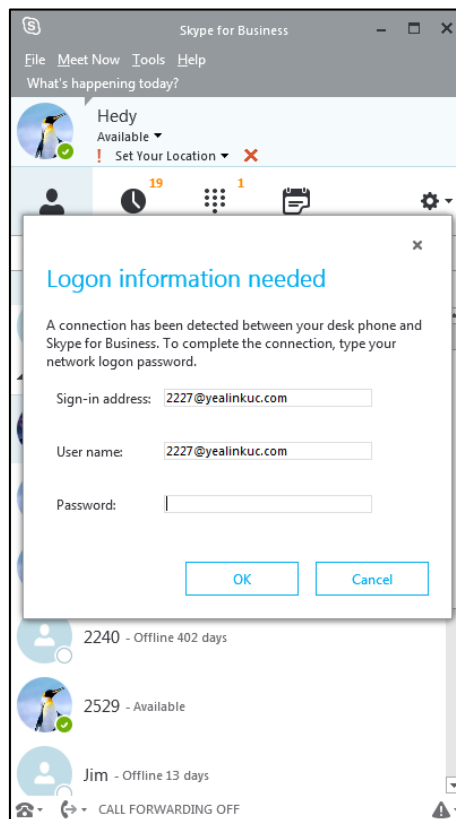 Skype for Business
File Meet Now Tools Help
What's happening today?
Hedy
Available
! Set Your Location
19
1
Logon information needed
A connection has been detected between your desk phone and
Skype for Business. To complete the connection, type your
network logon password.
Sign-in address: 2227@yealinkuc.com
User name: 2227@yealinkuc.com
Password:
OK Cancel
2240 - Offline 402 days
2529 - Available
Jim - Offline 13 days
CALL FORWARDING OFF